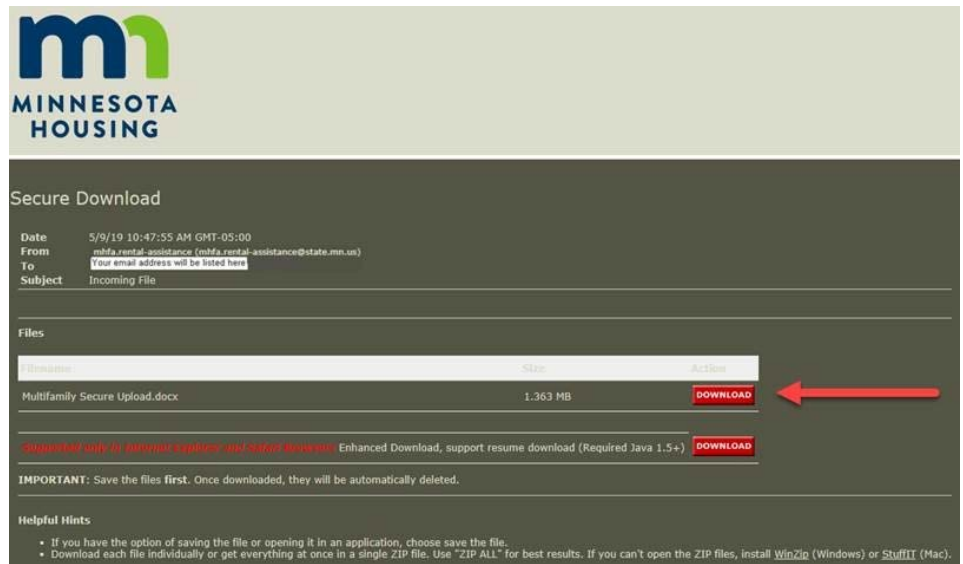 mn
MINNESOTA
HOUSING
Secure Download
Date 5/9/19 10:47:55 AM GMT-05:00
From mhfa.rental-assistance (mhfa.rental-assistance@state.mn.us)
To Your email address will be listed here
Subject Incoming File
Files
Filename Size Action
Multifamily Secure Upload.docx 1.363 MB DOWNLOAD
Supported only in Internet Explorer and Safari Browsers Enhanced Download, support resume download (Required Java 1.5+) DOWNLOAD
IMPORTANT: Save the files first. Once downloaded, they will be automatically deleted.
Helpful Hints
• If you have the option of saving the file or opening it in an application, choose save the file.
• Download each file individually or get everything at once in a single ZIP file. Use "ZIP ALL" for best results. If you can't open the ZIP files, install WinZip (Windows) or StuffIT (Mac).